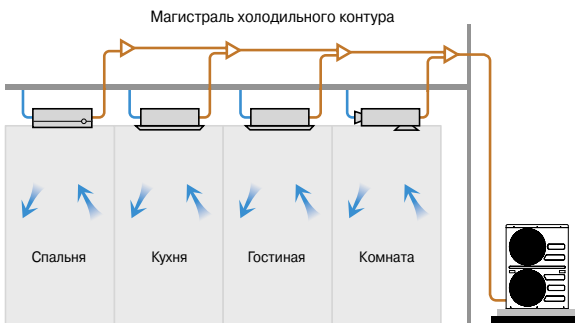 Магистраль холодильного контура
Спальня
Кухня
Гостиная
Комната